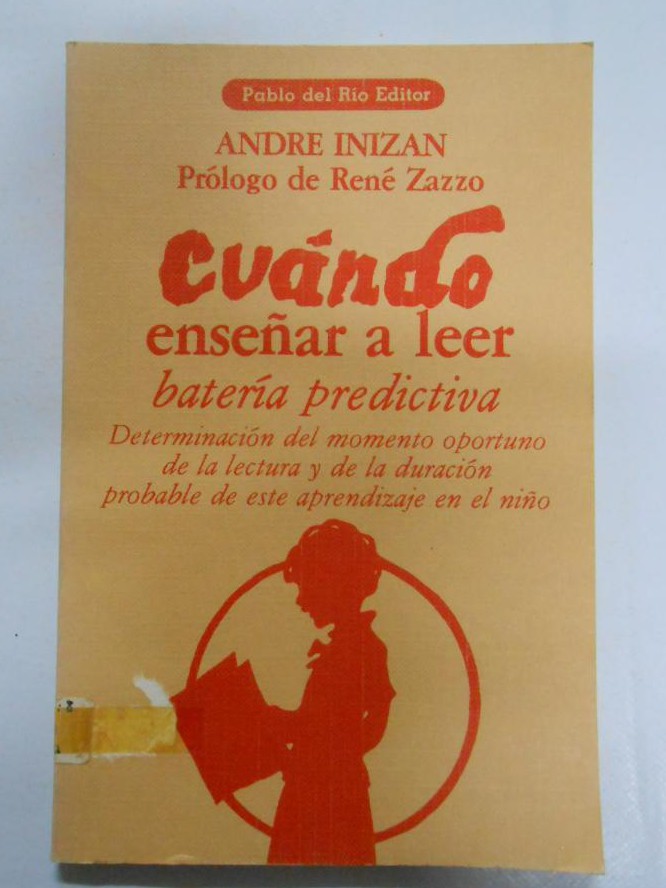 Pablo del Río Editor
ANDRE INIZAN
Prólogo de René Zazzo
Cuándo
enseñar a leer
batería predictiva
Determinación del momento oportuno
de la lectura y de la duración
probable de este aprendizaje en el niño